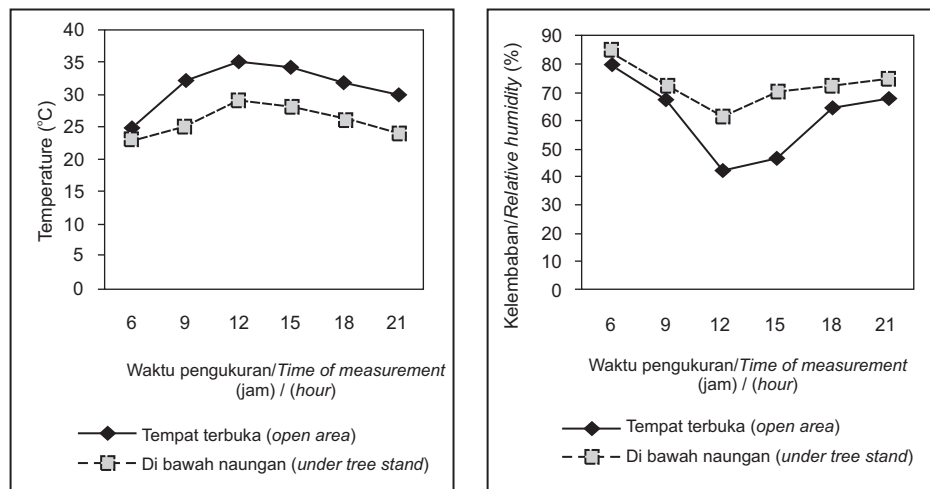 Temperature (°C)
40
35
30
25
20
15
10
5
0
6 9 12 15 18 21
Waktu pengukuran/Time of measurement
(jam) / (hour)
Tempat terbuka (open area)
Di bawah naungan (under tree stand)
Kelembaban/Relative humidity (%)
90
80
70
60
50
40
30
20
10
0
6 9 12 15 18 21
Waktu pengukuran/Time of measurement
(jam) / (hour)
Tempat terbuka (open area)
Di bawah naungan (under tree stand)